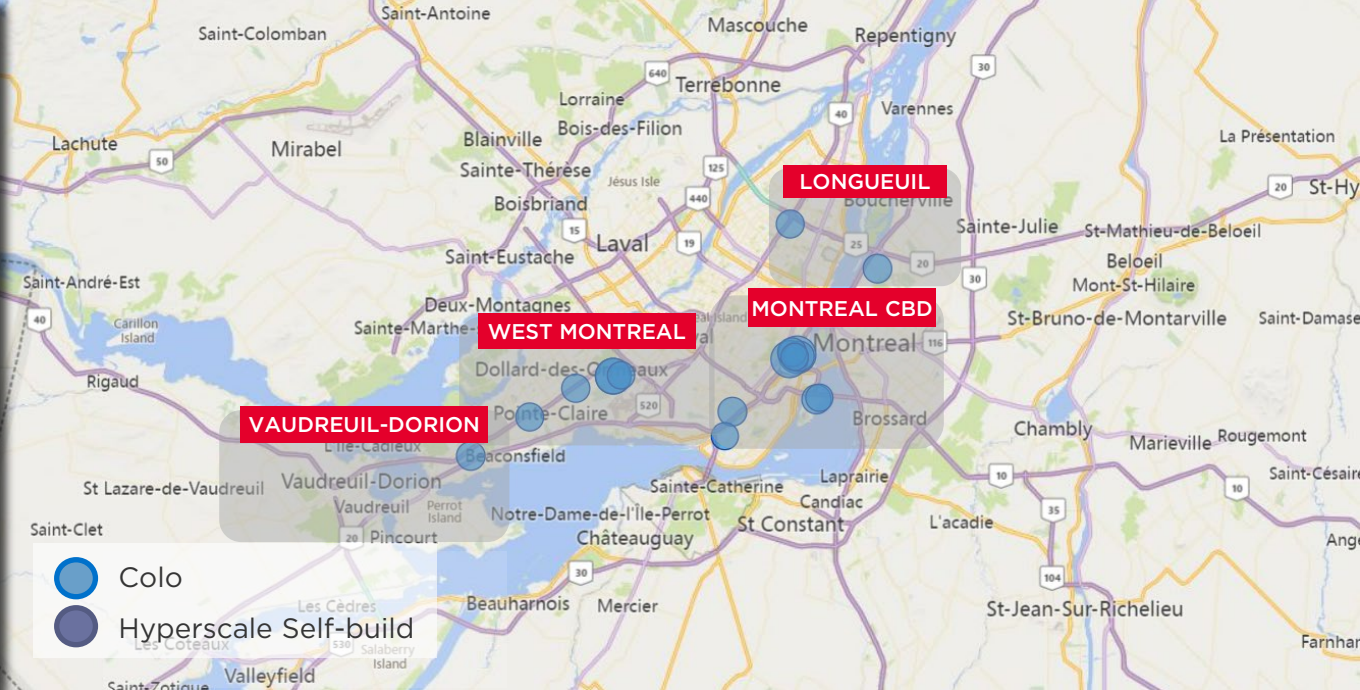 Saint-Antoine
Saint-Colomban
Mascouche
Repentigny
30
640
Terrebonne
Lorraine
Varennes
40
Bois-des-Filion
Blainville
La Présentation
Lachute
50
Mirabel
Sainte-Thérèse
125
Jésus Isle
LONGUEUIL
20
St-Hy
Boisbriand
440
Boucherville
15
Laval
19
25
Sainte-Julie
St-Mathieu-de-Beloeil
Saint-Eustache
20
Beloeil
Saint-André-Est
30
Mont-St-Hilaire
Deux-Montagnes
MONTREAL CBD
40
Carillon
Island
Sainte-Marthe-
WEST MONTREAL
St-Bruno-de-Montarville
Saint-Damase
Montreal
116
Rigaud
Dollard-des-O
eaux
520
Pointe-Claire
Brossard
VAUDREUIL-DORION
L'Île-Cadieux
Chambly
Marieville
Rougemont
Beaconsfield
St Lazare-de-Vaudreuil
Vaudreuil-Dorion
Sainte-Catherine
Laprairie
10
10
Saint-Césaire
Vaudreuil
Perrot
Island
Notre-Dame-de-l'Île-Perrot
Candiac
35
Saint-Clet
20
Pincourt
Châteauguay
St Constant
L'acadie
Ange
Colo
30
104
Les Cèdres
Beauharnois
Mercier
St-Jean-Sur-Richelieu
Hyperscale Self-build
Les Coteaux
530
Salaberry
Island
Farnhar
Valleyfield
Saint-Zotique